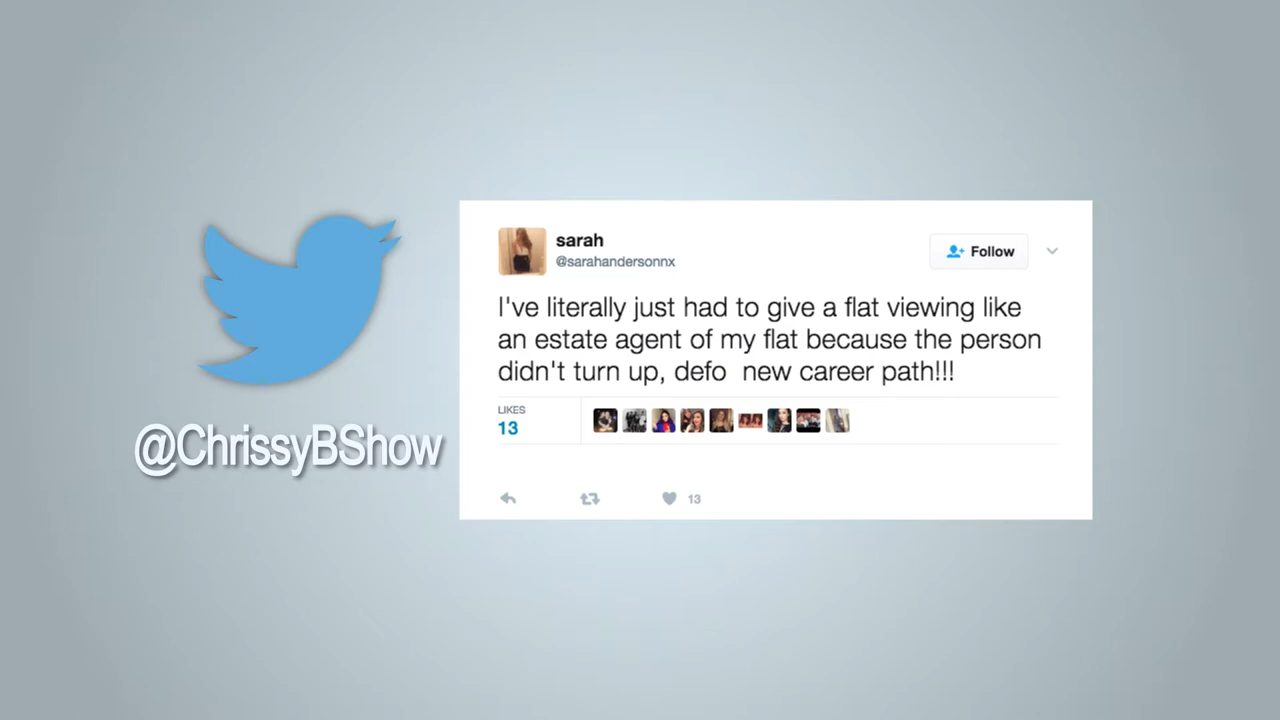 @ChrissyBShow
sarah
@sarahandersonnx
Follow
I've literally just had to give a flat viewing like
an estate agent of my flat because the person
didn't turn up, defo  new career path!!!
LIKES
13
13